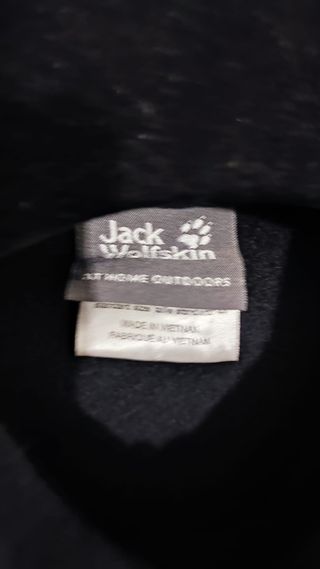 Jack
Wolfskin
AT HOME OUTDOORS
MADE IN VIETNAM
FABRIQUÉ AU VIETNAM